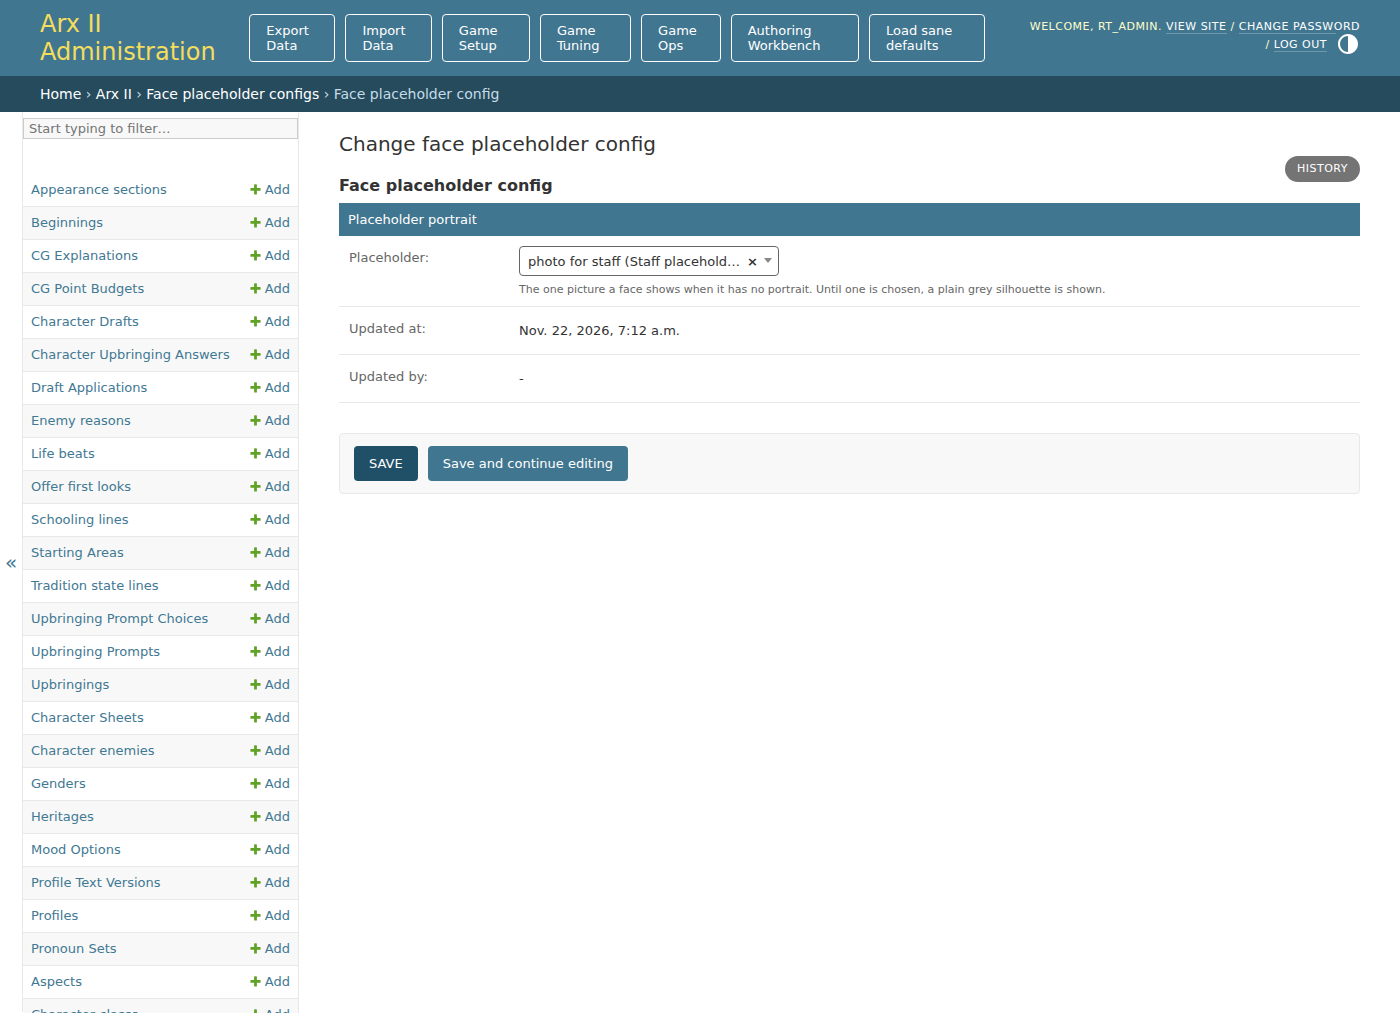 Arx II
Administration
Export
Data
Import
Data
Game
Setup
Game
Tuning
Game
Ops
Authoring
Workbench
Load sane
defaults
WELCOME, RT_ADMIN. VIEW SITE / CHANGE PASSWORD
/ LOG OUT
Home › Arx II › Face placeholder configs › Face placeholder config
Start typing to filter…
Appearance sections Add
Beginnings Add
CG Explanations Add
CG Point Budgets Add
Character Drafts Add
Character Upbringing Answers Add
Draft Applications Add
Enemy reasons Add
Life beats Add
Offer first looks Add
Schooling lines Add
Starting Areas Add
Tradition state lines Add
Upbringing Prompt Choices Add
Upbringing Prompts Add
Upbringings Add
Character Sheets Add
Character enemies Add
Genders Add
Heritages Add
Mood Options Add
Profile Text Versions Add
Profiles Add
Pronoun Sets Add
Aspects Add
«
Change face placeholder config
HISTORY
Face placeholder config
Placeholder portrait
Placeholder: photo for staff (Staff placehold… ×
The one picture a face shows when it has no portrait. Until one is chosen, a plain grey silhouette is shown.
Updated at: Nov. 22, 2026, 7:12 a.m.
Updated by: -
SAVE
Save and continue editing